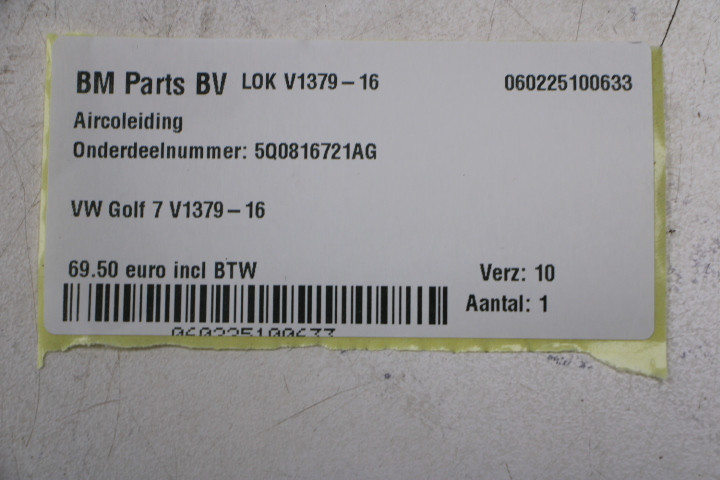 BM Parts BV LOK V1379-16 060225100633
Aircoleiding
Onderdeelnummer: 5Q0816721AG
VW Golf 7 V1379-16
69.50 euro incl BTW Verz: 10
Aantal: 1
060225100633